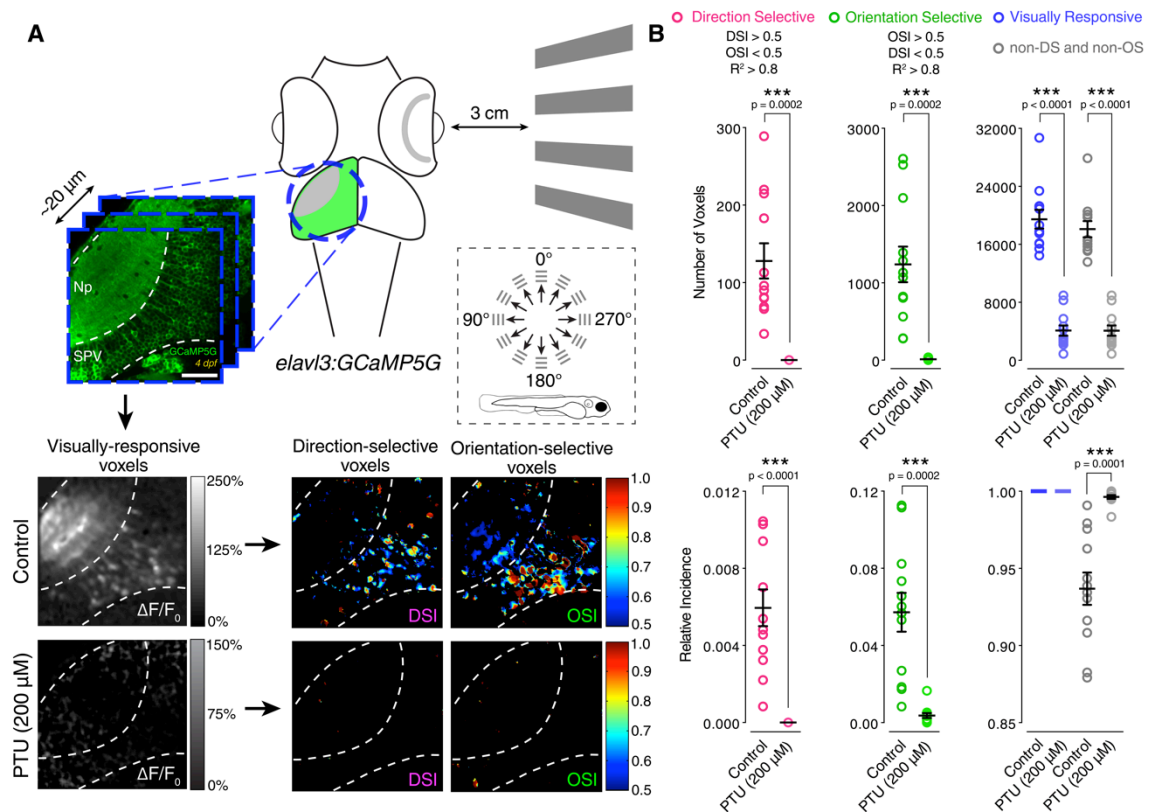 A
3 cm
~20 μm
Np
SPV
GCaMP5G
4 dpf
elavl3:GCaMP5G
0°
90°
270°
180°
Visually-responsive
voxels
Direction-selective
voxels
Orientation-selective
voxels
Control
250%
125%
0%
ΔF/F0
DSI
OSI
1.0
0.9
0.8
0.7
0.6
0.5
PTU (200 μM)
150%
75%
0%
ΔF/F0
DSI
OSI
1.0
0.9
0.8
0.7
0.6
0.5
B
Direction Selective
Orientation Selective
Visually Responsive
non-DS and non-OS
DSI > 0.5
OSI < 0.5
R² > 0.8
OSI > 0.5
DSI < 0.5
R² > 0.8
Number of Voxels
***
p = 0.0002
300
200
100
0
Control
PTU (200 μM)
***
p = 0.0002
3000
2000
1000
0
Control
PTU (200 μM)
***
p < 0.0001
***
p < 0.0001
32000
24000
16000
8000
0
Control
PTU (200 μM)
Control
PTU (200 μM)
Relative Incidence
***
p < 0.0001
0.012
0.009
0.006
0.003
0.000
Control
PTU (200 μM)
***
p = 0.0002
0.12
0.09
0.06
0.03
0.00
Control
PTU (200 μM)
***
p = 0.0001
1.00
0.95
0.90
0.85
Control
PTU (200 μM)
Control
PTU (200 μM)